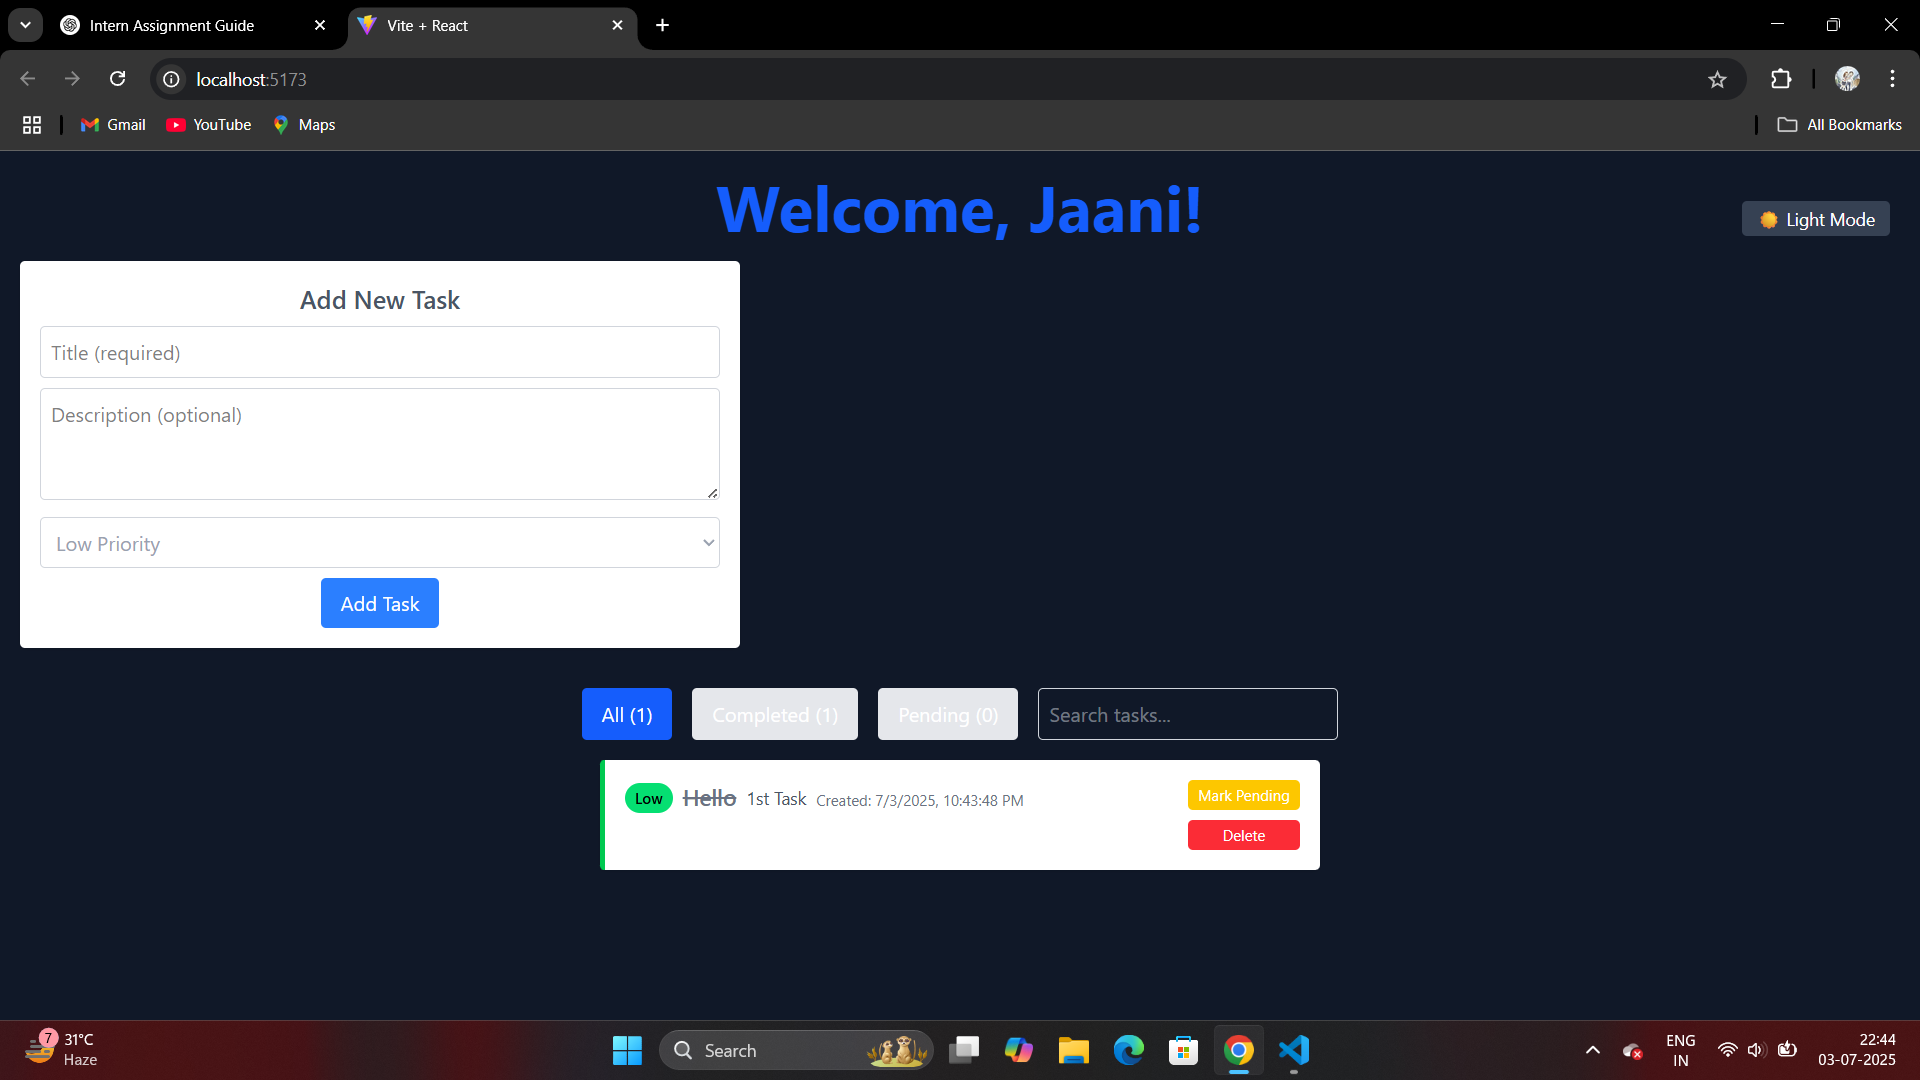 Intern Assignment Guide
Vite + React
localhost:5173
Gmail
YouTube
Maps
All Bookmarks
Welcome, Jaani!
Light Mode
Add New Task
Title (required)
Description (optional)
Low Priority
Add Task
All (1)
Completed (1)
Pending (0)
Search tasks...
Low Hello 1st Task Created: 7/3/2025, 10:43:48 PM
Mark Pending
Delete
7
31°C
Haze
Search
ENG
IN
22:44
03-07-2025